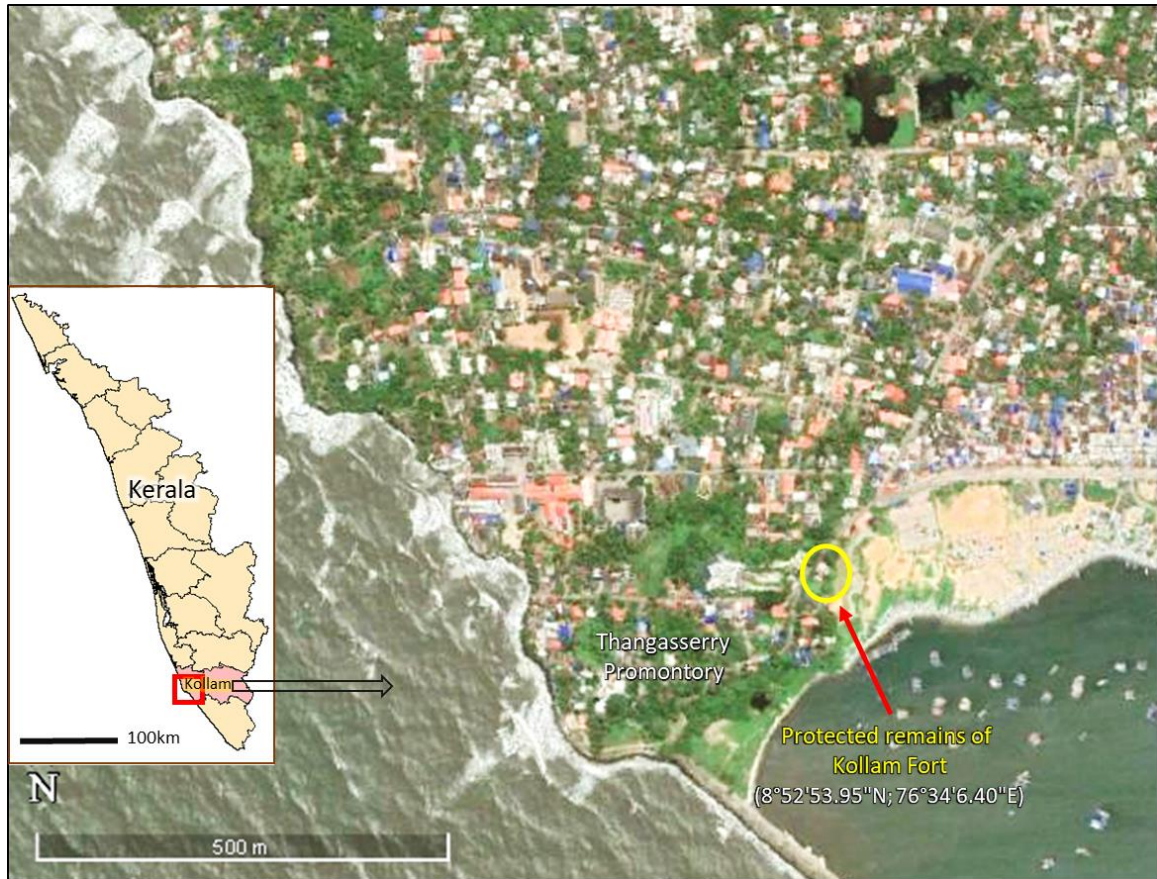 Kerala
Kollam
100km
N
500 m
Thangasserry
Promontory
Protected remains of
Kollam Fort
(8°52'53.95"N; 76°34'6.40"E)